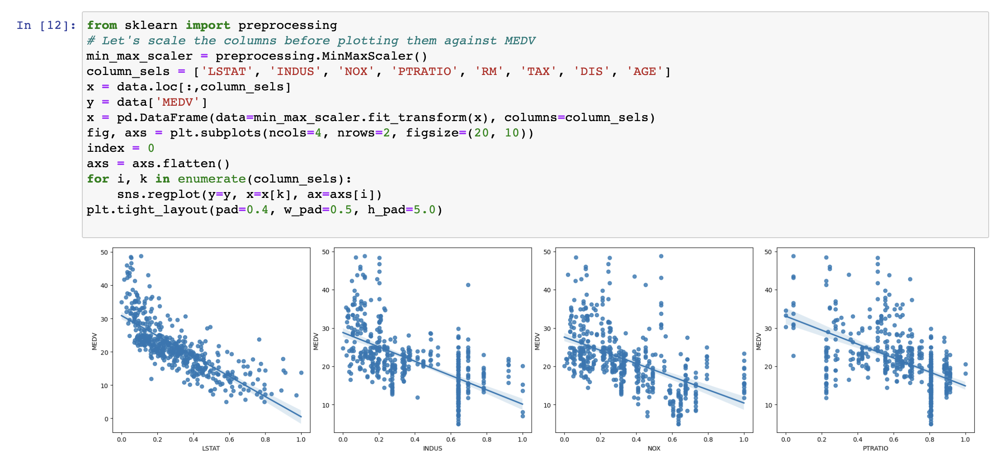 In [12]:
from sklearn import preprocessing
# Let's scale the columns before plotting them against MEDV
min_max_scaler = preprocessing.MinMaxScaler()
column_sels = ['LSTAT', 'INDUS', 'NOX', 'PTRATIO', 'RM', 'TAX', 'DIS', 'AGE']
x = data.loc[:,column_sels]
y = data['MEDV']
x = pd.DataFrame(data=min_max_scaler.fit_transform(x), columns=column_sels)
fig, axs = plt.subplots(ncols=4, nrows=2, figsize=(20, 10))
index = 0
axs = axs.flatten()
for i, k in enumerate(column_sels):
    sns.regplot(y=y, x=x[k], ax=axs[i])
plt.tight_layout(pad=0.4, w_pad=0.5, h_pad=5.0)
50
40
30
20
10
0
MEDV
0.0 0.2 0.4 0.6 0.8 1.0
LSTAT
50
40
30
20
10
MEDV
0.0 0.2 0.4 0.6 0.8 1.0
INDUS
50
40
30
20
10
MEDV
0.0 0.2 0.4 0.6 0.8 1.0
NOX
50
40
30
20
10
MEDV
0.0 0.2 0.4 0.6 0.8 1.0
PTRATIO